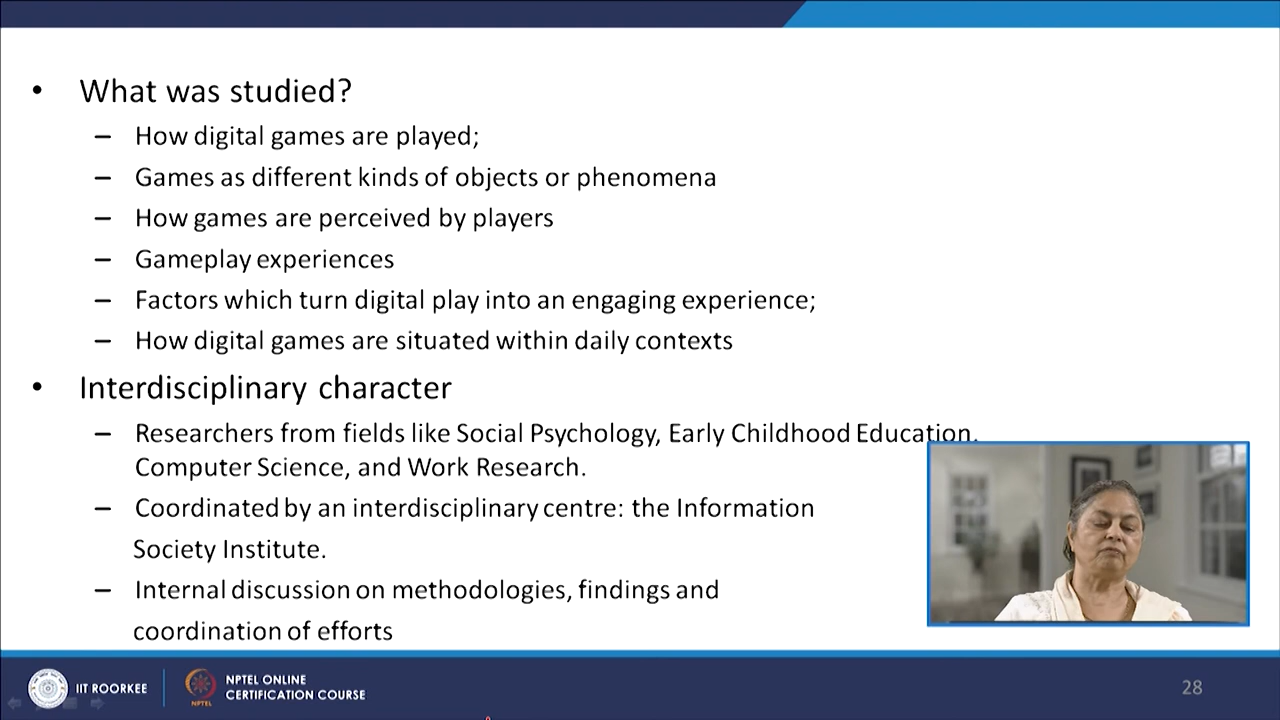 • What was studied?
– How digital games are played;
– Games as different kinds of objects or phenomena
– How games are perceived by players
– Gameplay experiences
– Factors which turn digital play into an engaging experience;
– How digital games are situated within daily contexts
• Interdisciplinary character
– Researchers from fields like Social Psychology, Early Childhood Education,
Computer Science, and Work Research.
– Coordinated by an interdisciplinary centre: the Information
Society Institute.
– Internal discussion on methodologies, findings and
coordination of efforts
IIT ROORKEE
NPTEL
NPTEL ONLINE
CERTIFICATION COURSE
28